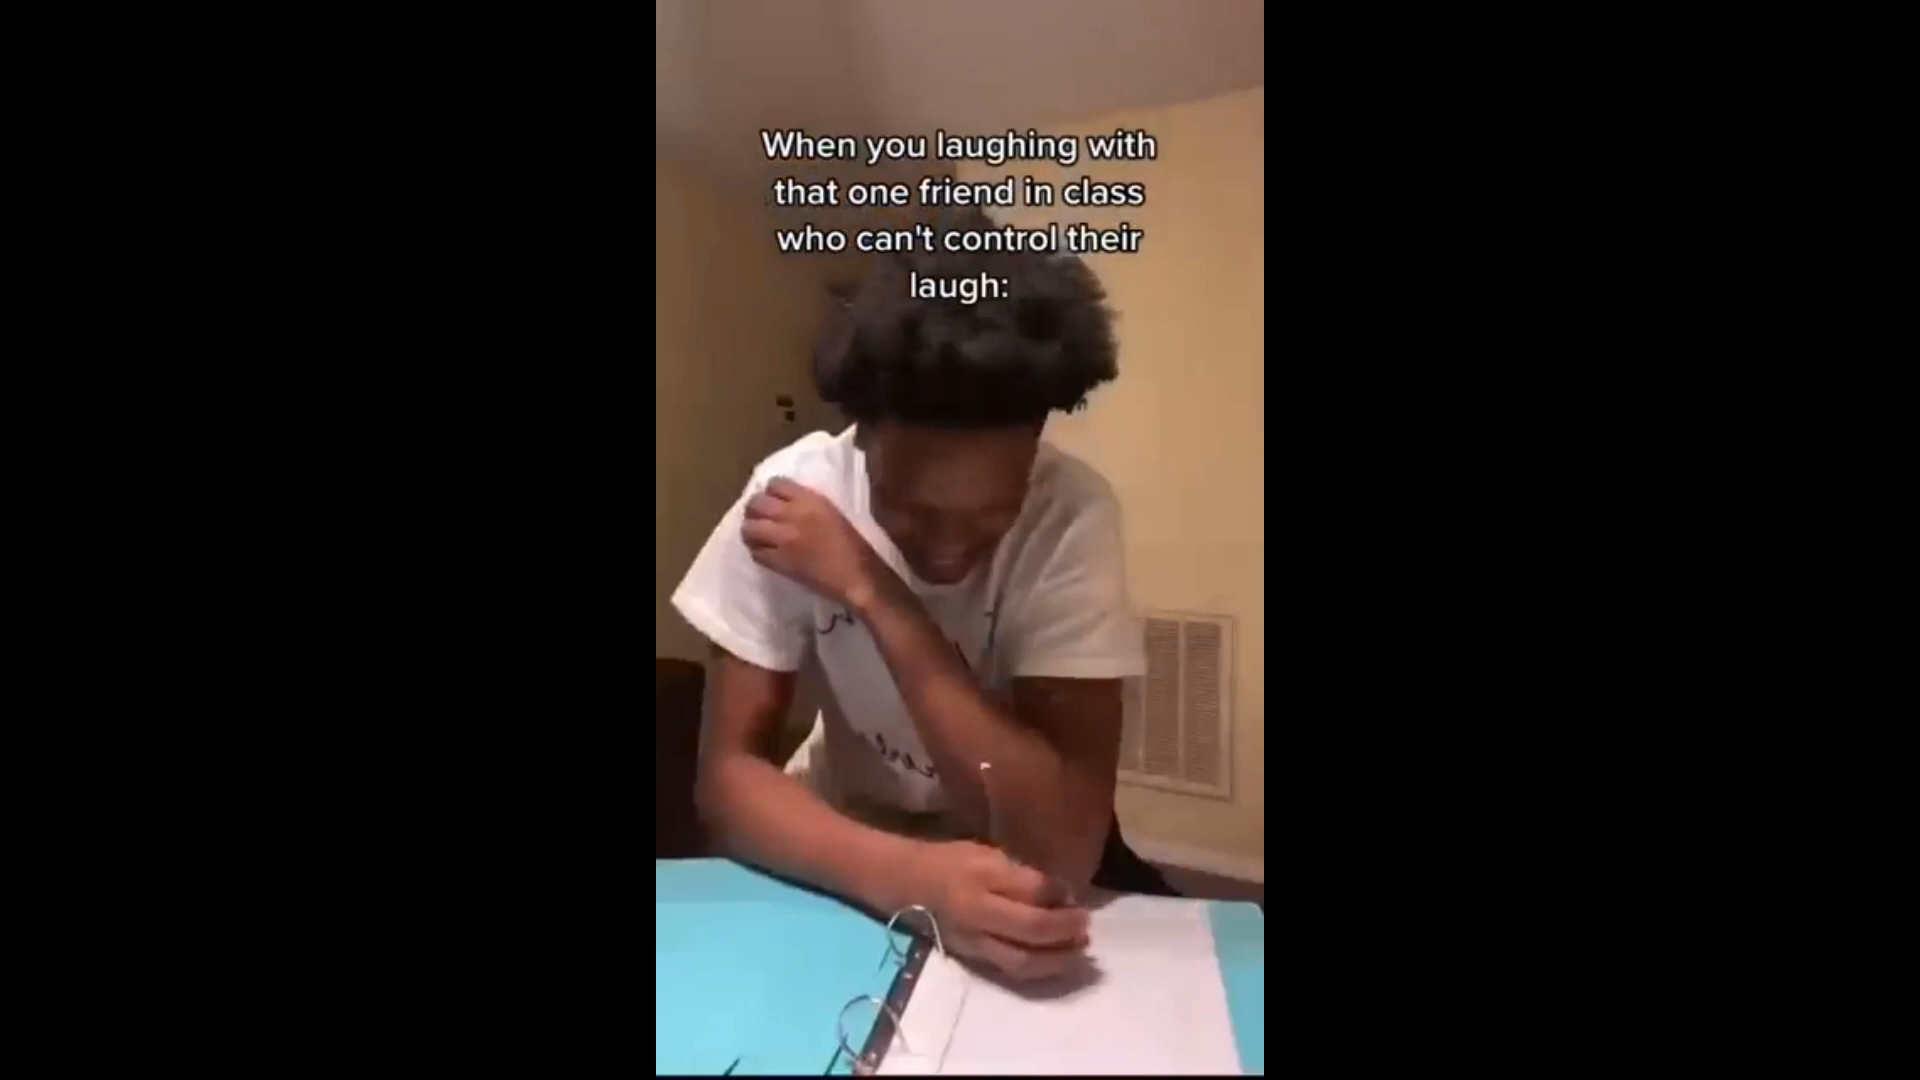 When you laughing with
that one friend in class
who can't control their
laugh: